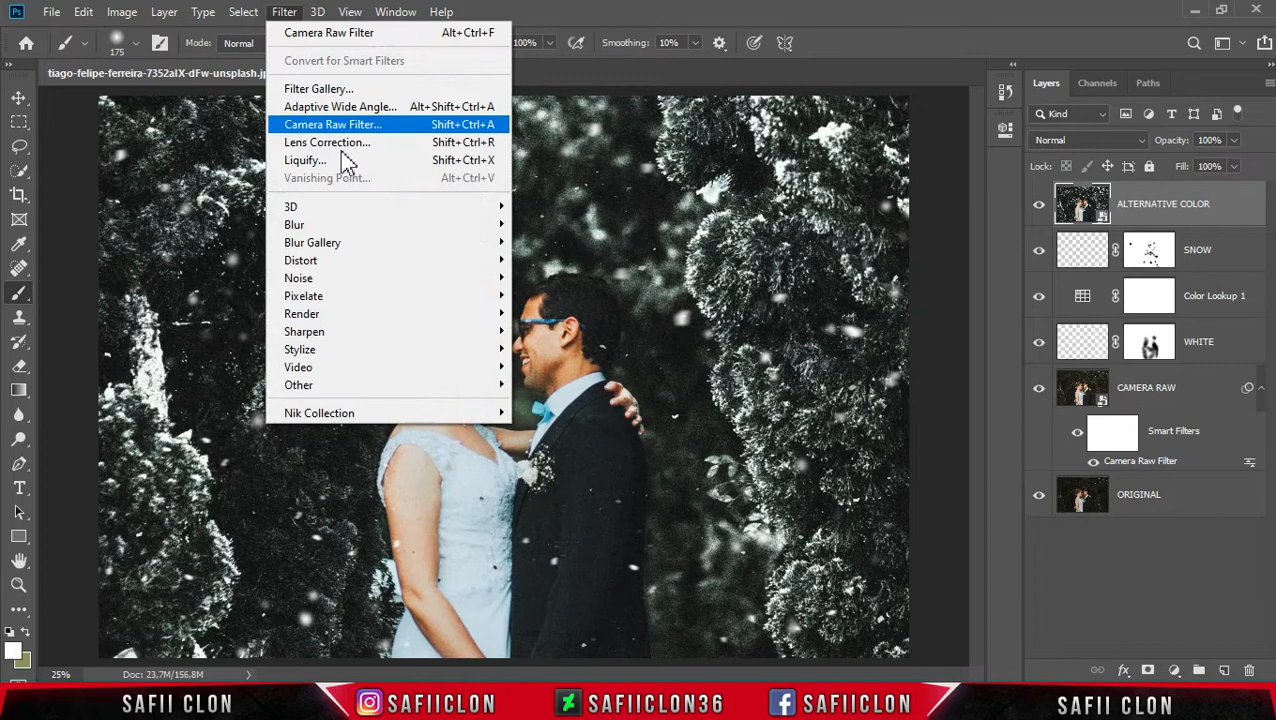 Ps File Edit Image Layer Type Select Filter 3D View Window Help
175 Mode: Normal 100% Smoothing: 10%
tiago-felipe-ferreira-7352aIX-dFw-unsplash.jp
Camera Raw Filter Alt+Ctrl+F
Convert for Smart Filters
Filter Gallery...
Adaptive Wide Angle... Alt+Shift+Ctrl+A
Camera Raw Filter... Shift+Ctrl+A
Lens Correction... Shift+Ctrl+R
Liquify... Shift+Ctrl+X
Vanishing Point... Alt+Ctrl+V
3D
Blur
Blur Gallery
Distort
Noise
Pixelate
Render
Sharpen
Stylize
Video
Other
Nik Collection
Layers Channels Paths
Kind
Normal Opacity: 100%
Lock: Fill: 100%
ALTERNATIVE COLOR
SNOW
Color Lookup 1
WHITE
CAMERA RAW
Smart Filters
Camera Raw Filter
ORIGINAL
25% Doc: 23,7M/156,8M
SAFII CLON SAFIICLON SAFIICLON36 SAFIICLON SAFII CLON